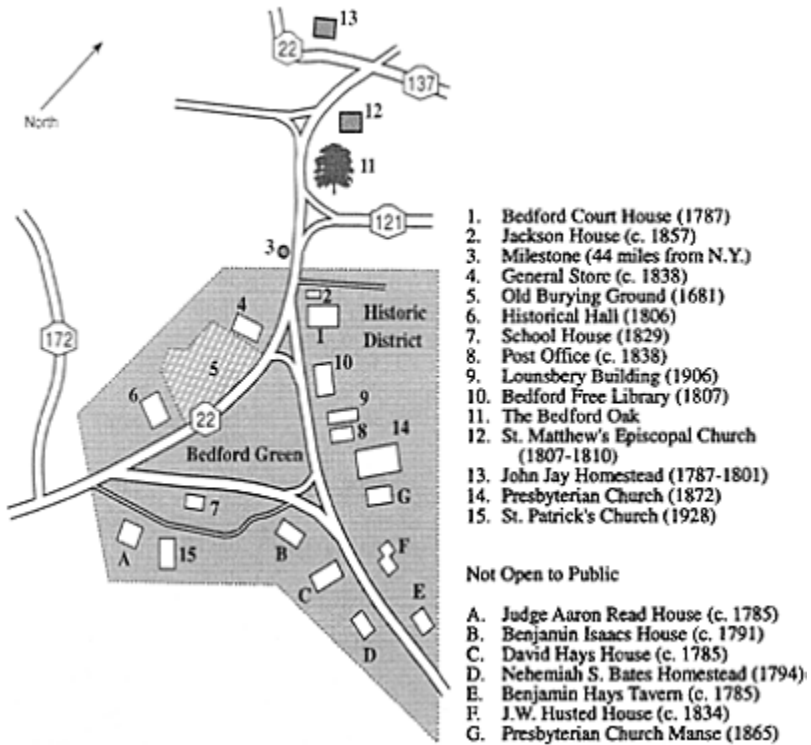 13
22
137
North
12
11
121
3
2
Historic
District
4
1
172
5
10
6
9
22
14
8
Bedford Green
G
7
A
15
B
F
C
E
D
1. Bedford Court House (1787)
2. Jackson House (c. 1857)
3. Milestone (44 miles from N.Y.)
4. General Store (c. 1838)
5. Old Burying Ground (1681)
6. Historical Hall (1806)
7. School House (1829)
8. Post Office (c. 1838)
9. Lounsbery Building (1906)
10. Bedford Free Library (1807)
11. The Bedford Oak
12. St. Matthew's Episcopal Church
(1807-1810)
13. John Jay Homestead (1787-1801)
14. Presbyterian Church (1872)
15. St. Patrick's Church (1928)
Not Open to Public
A. Judge Aaron Read House (c. 1785)
B. Benjamin Isaacs House (c. 1791)
C. David Hays House (c. 1785)
D. Nehemiah S. Bates Homestead (1794)
E. Benjamin Hays Tavern (c. 1785)
F. J.W. Husted House (c. 1834)
G. Presbyterian Church Manse (1865)